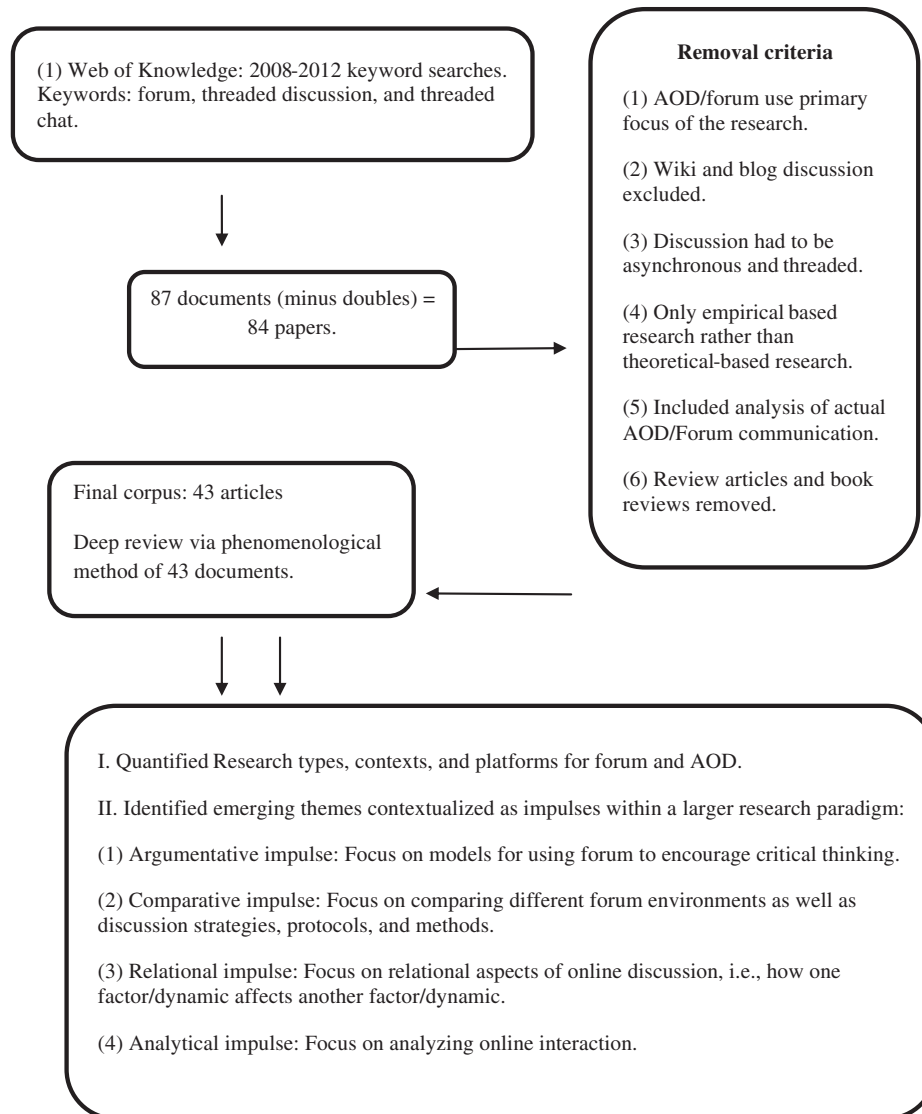 (1) Web of Knowledge: 2008-2012 keyword searches.
Keywords: forum, threaded discussion, and threaded
chat.
87 documents (minus doubles) =
84 papers.
Removal criteria
(1) AOD/forum use primary
focus of the research.
(2) Wiki and blog discussion
excluded.
(3) Discussion had to be
asynchronous and threaded.
(4) Only empirical based
research rather than
theoretical-based research.
(5) Included analysis of actual
AOD/Forum communication.
(6) Review articles and book
reviews removed.
Final corpus: 43 articles
Deep review via phenomenological
method of 43 documents.
I. Quantified Research types, contexts, and platforms for forum and AOD.
II. Identified emerging themes contextualized as impulses within a larger research paradigm:
(1) Argumentative impulse: Focus on models for using forum to encourage critical thinking.
(2) Comparative impulse: Focus on comparing different forum environments as well as
discussion strategies, protocols, and methods.
(3) Relational impulse: Focus on relational aspects of online discussion, i.e., how one
factor/dynamic affects another factor/dynamic.
(4) Analytical impulse: Focus on analyzing online interaction.